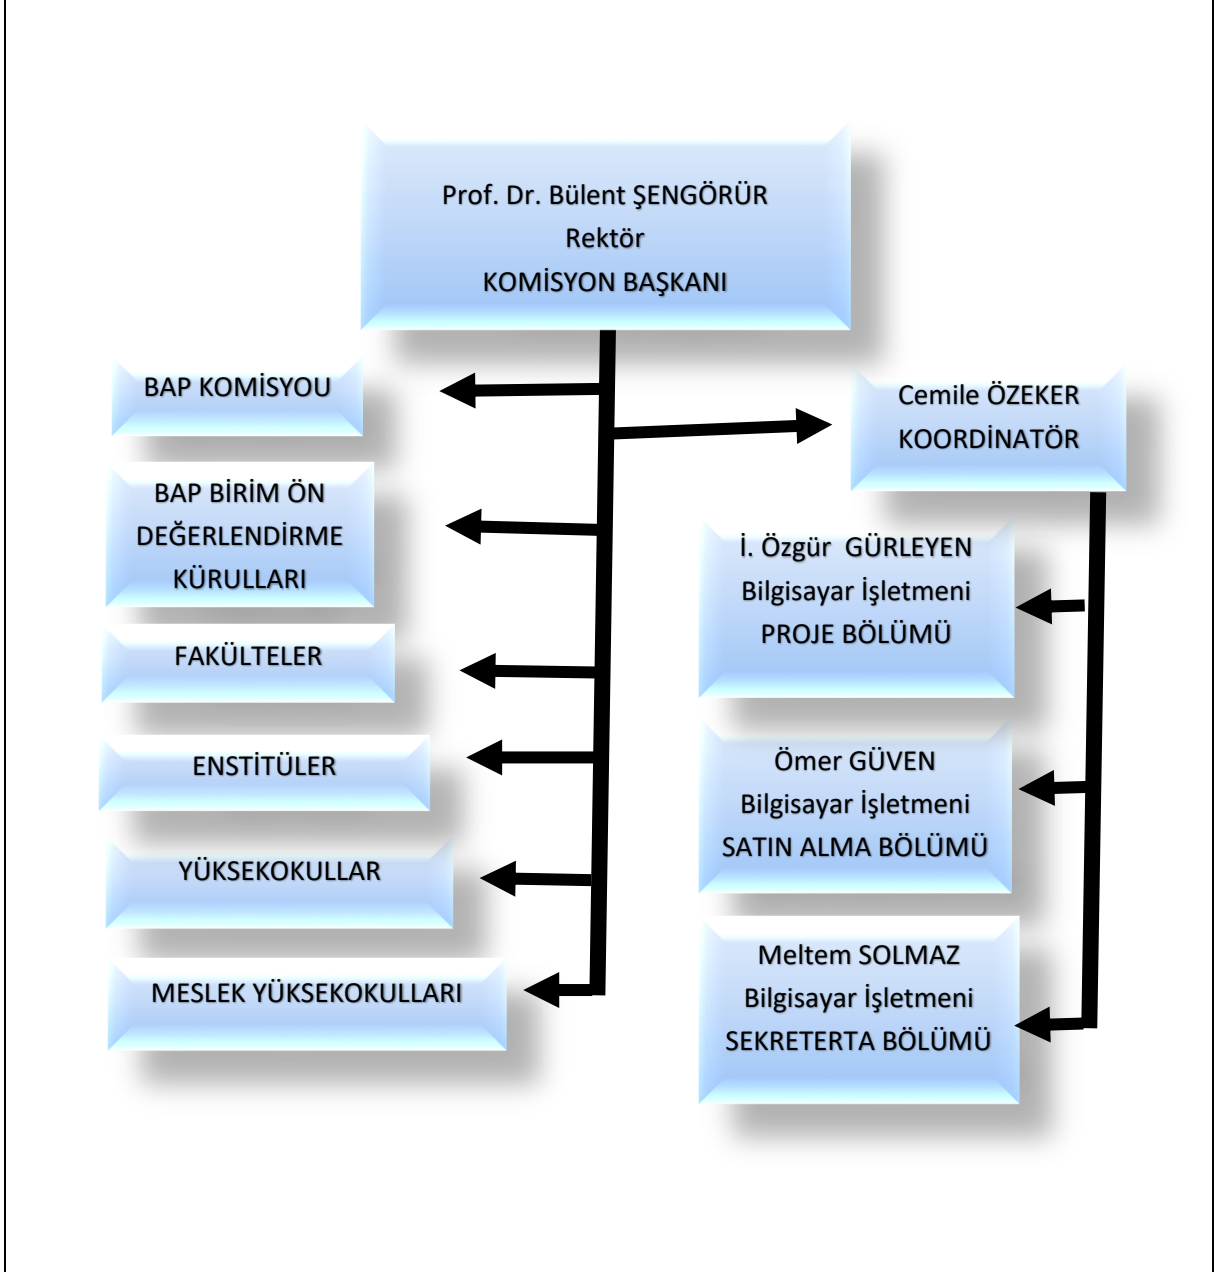 Prof. Dr. Bülent ŞENGÖRÜR
Rektör
KOMİSYON BAŞKANI
BAP KOMİSYOU
BAP BİRİM ÖN
DEĞERLENDİRME
KÜRULLARI
FAKÜLTELER
ENSTİTÜLER
YÜKSEKOKULLAR
MESLEK YÜKSEKOKULLARI
Cemile ÖZEKER
KOORDİNATÖR
İ. Özgür  GÜRLEYEN
Bilgisayar İşletmeni
PROJE BÖLÜMÜ
Ömer GÜVEN
Bilgisayar İşletmeni
SATIN ALMA BÖLÜMÜ
Meltem SOLMAZ
Bilgisayar İşletmeni
SEKRETERTA BÖLÜMÜ